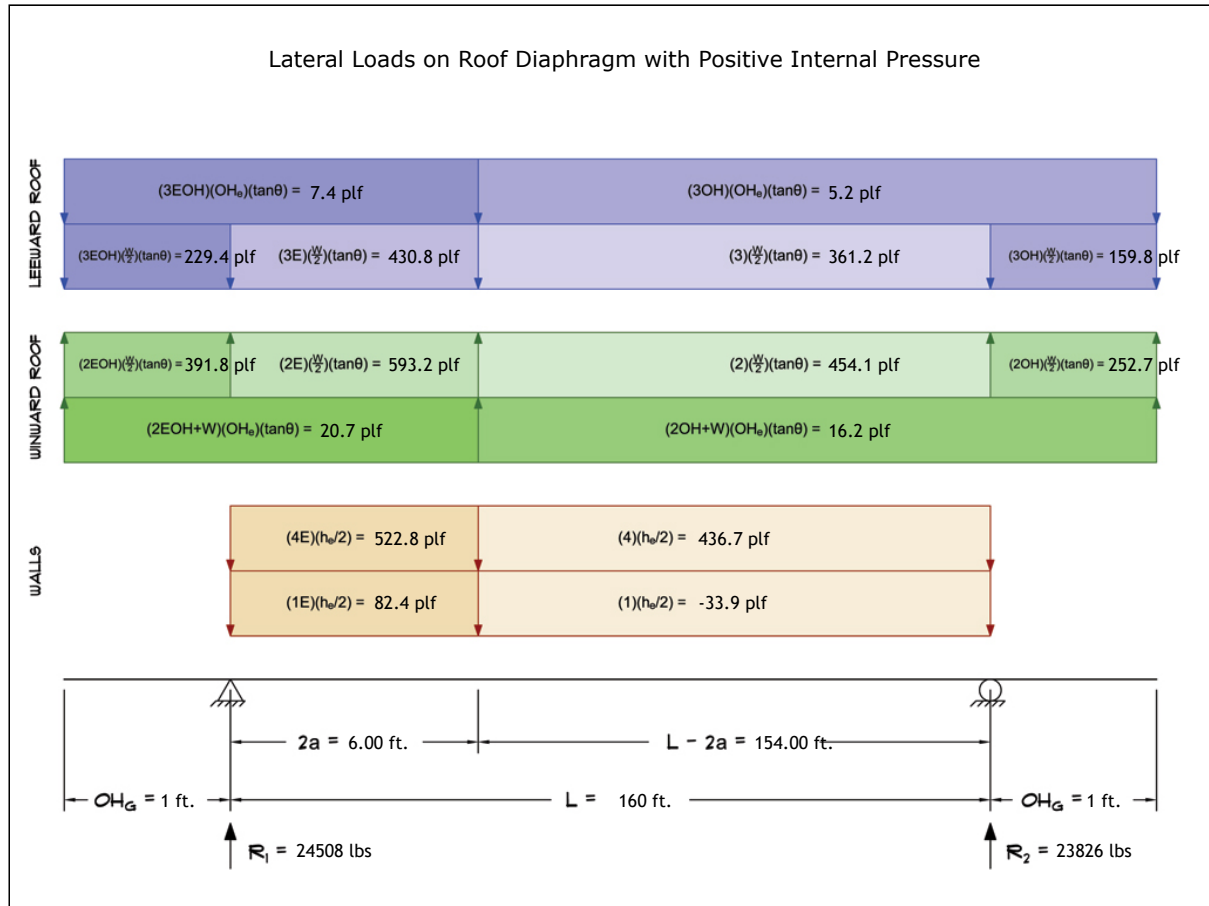 Lateral Loads on Roof Diaphragm with Positive Internal Pressure
LEEWARD ROOF
(3EOH)(OHₑ)(tanθ) = 7.4 plf
(3OH)(OHₑ)(tanθ) = 5.2 plf
(3EOH)(W/2)(tanθ) = 229.4 plf
(3E)(W/2)(tanθ) = 430.8 plf
(3)(W/2)(tanθ) = 361.2 plf
(3OH)(W/2)(tanθ) = 159.8 plf
WINWARD ROOF
(2EOH)(W/2)(tanθ) = 391.8 plf
(2E)(W/2)(tanθ) = 593.2 plf
(2)(W/2)(tanθ) = 454.1 plf
(2OH)(W/2)(tanθ) = 252.7 plf
(2EOH+W)(OHₑ)(tanθ) = 20.7 plf
(2OH+W)(OHₑ)(tanθ) = 16.2 plf
WALLS
(4E)(hₑ/2) = 522.8 plf
(4)(hₑ/2) = 436.7 plf
(1E)(hₑ/2) = 82.4 plf
(1)(hₑ/2) = -33.9 plf
2a = 6.00 ft.
L - 2a = 154.00 ft.
OH_G = 1 ft.
L = 160 ft.
OH_G = 1 ft.
R₁ = 24508 lbs
R₂ = 23826 lbs